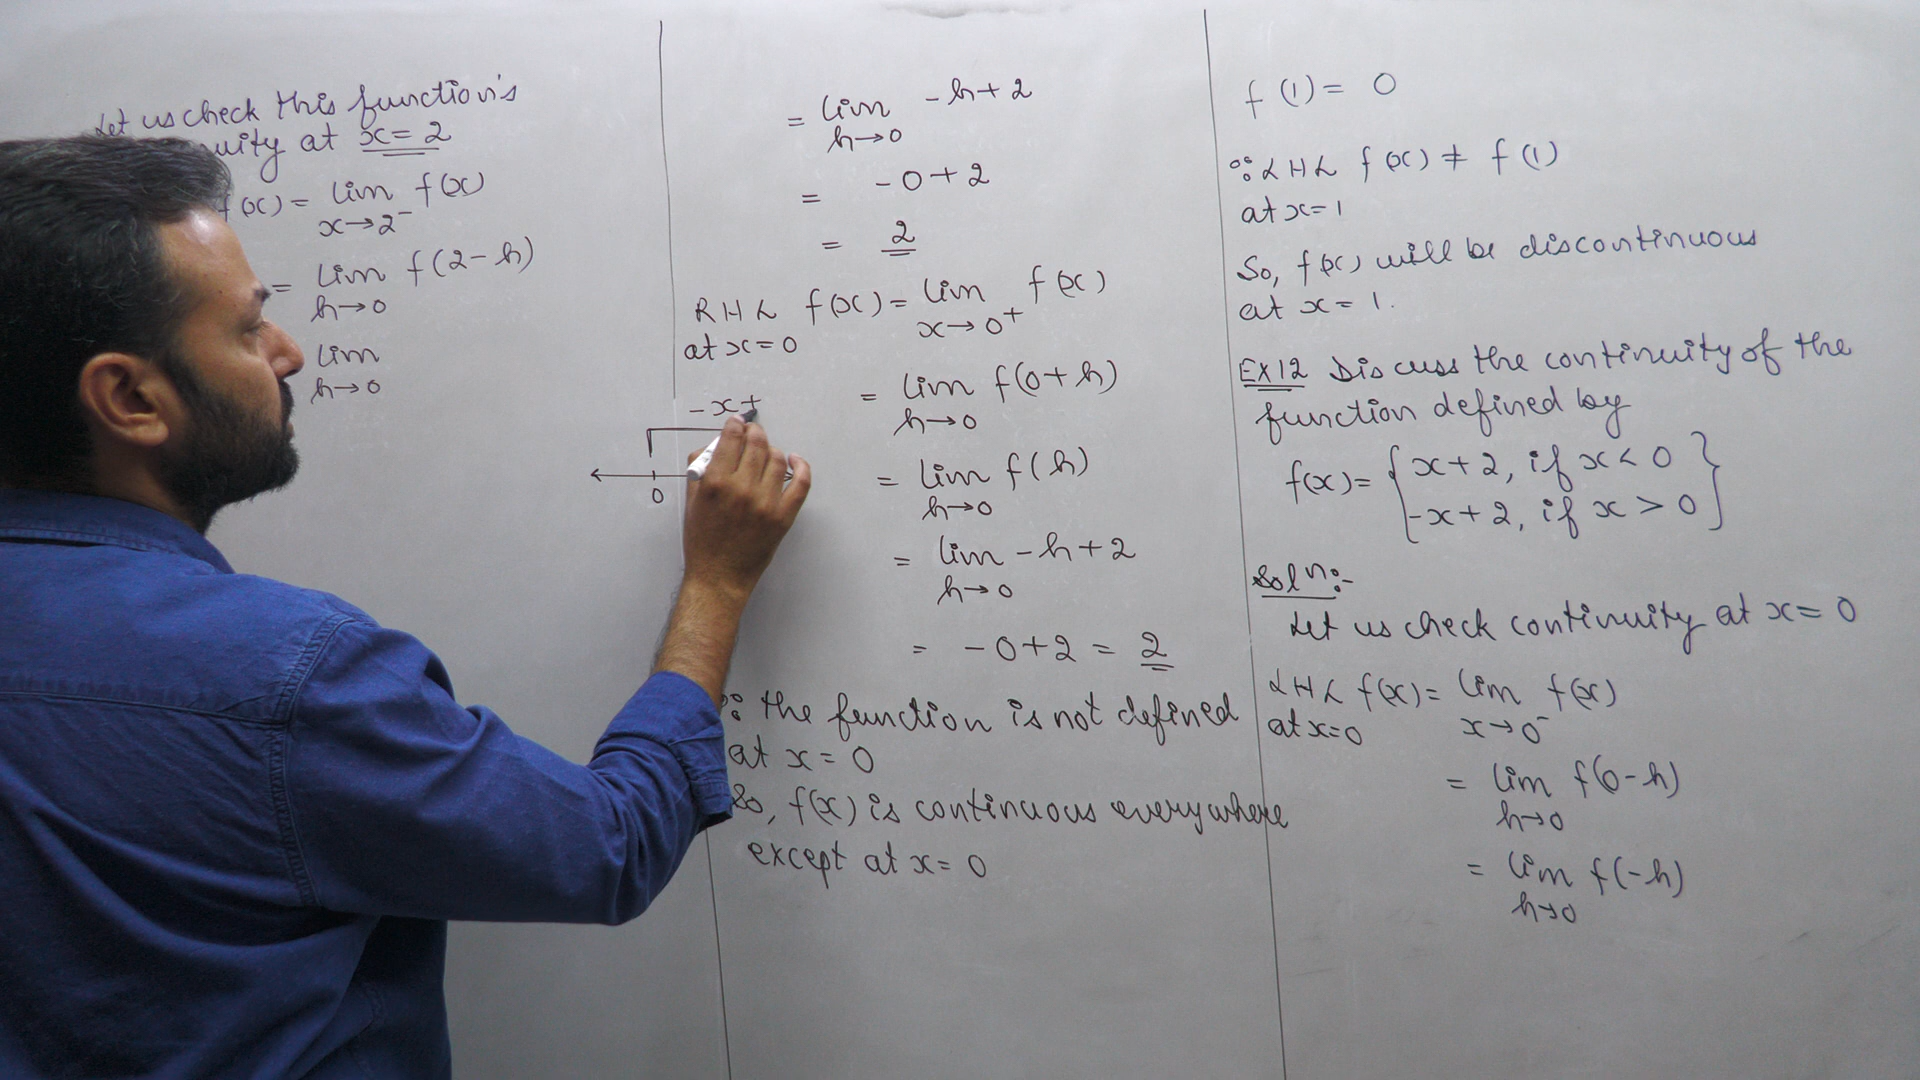 Let us check this function's
at x = 2
f(x) = lim f(x)
x→2⁻
= lim f(2-h)
h→0
lim
h→0
-x+
0
= lim -h+2
h→0
= -0+2
= 2
RHL f(x) = lim f(x)
at x=0 x→0⁺
= lim f(0+h)
h→0
= lim f(h)
h→0
= lim -h+2
h→0
= -0+2 = 2
∵ the function is not defined
at x = 0
So, f(x) is continuous everywhere
except at x = 0
f(1) = 0
∵ LHL f(x) ≠ f(1)
at x=1
So, f(x) will be discontinuous
at x = 1.
EX12 Discuss the continuity of the
function defined by
f(x) = { x+2, if x < 0
-x+2, if x > 0 }
Soln:-
Let us check continuity at x = 0
LHL f(x) = lim f(x)
at x=0 x→0⁻
= lim f(0-h)
h→0
= lim f(-h)
h→0